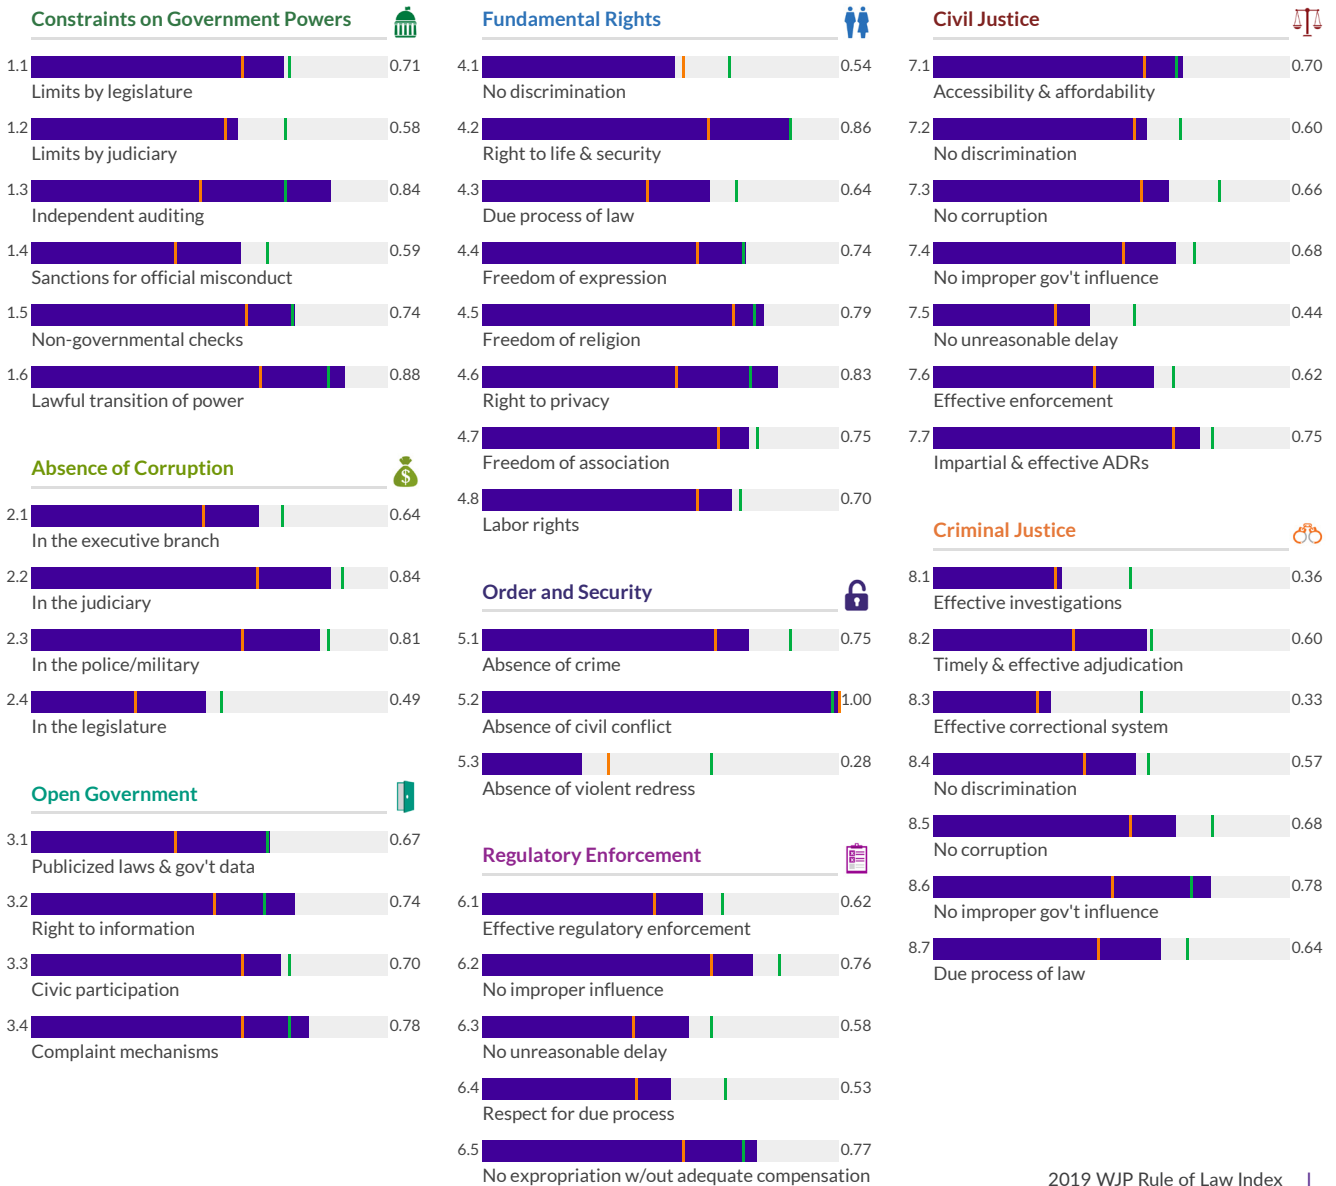 Constraints on Government Powers
1.1 0.71
Limits by legislature
1.2 0.58
Limits by judiciary
1.3 0.84
Independent auditing
1.4 0.59
Sanctions for official misconduct
1.5 0.74
Non-governmental checks
1.6 0.88
Lawful transition of power
Absence of Corruption
$
2.1 0.64
In the executive branch
2.2 0.84
In the judiciary
2.3 0.81
In the police/military
2.4 0.49
In the legislature
Open Government
3.1 0.67
Publicized laws & gov't data
3.2 0.74
Right to information
3.3 0.70
Civic participation
3.4 0.78
Complaint mechanisms
Fundamental Rights
4.1 0.54
No discrimination
4.2 0.86
Right to life & security
4.3 0.64
Due process of law
4.4 0.74
Freedom of expression
4.5 0.79
Freedom of religion
4.6 0.83
Right to privacy
4.7 0.75
Freedom of association
4.8 0.70
Labor rights
Order and Security
5.1 0.75
Absence of crime
5.2 1.00
Absence of civil conflict
5.3 0.28
Absence of violent redress
Regulatory Enforcement
6.1 0.62
Effective regulatory enforcement
6.2 0.76
No improper influence
6.3 0.58
No unreasonable delay
6.4 0.53
Respect for due process
6.5 0.77
No expropriation w/out adequate compensation
Civil Justice
7.1 0.70
Accessibility & affordability
7.2 0.60
No discrimination
7.3 0.66
No corruption
7.4 0.68
No improper gov't influence
7.5 0.44
No unreasonable delay
7.6 0.62
Effective enforcement
7.7 0.75
Impartial & effective ADRs
Criminal Justice
8.1 0.36
Effective investigations
8.2 0.60
Timely & effective adjudication
8.3 0.33
Effective correctional system
8.4 0.57
No discrimination
8.5 0.68
No corruption
8.6 0.78
No improper gov't influence
8.7 0.64
Due process of law
2019 WJP Rule of Law Index |